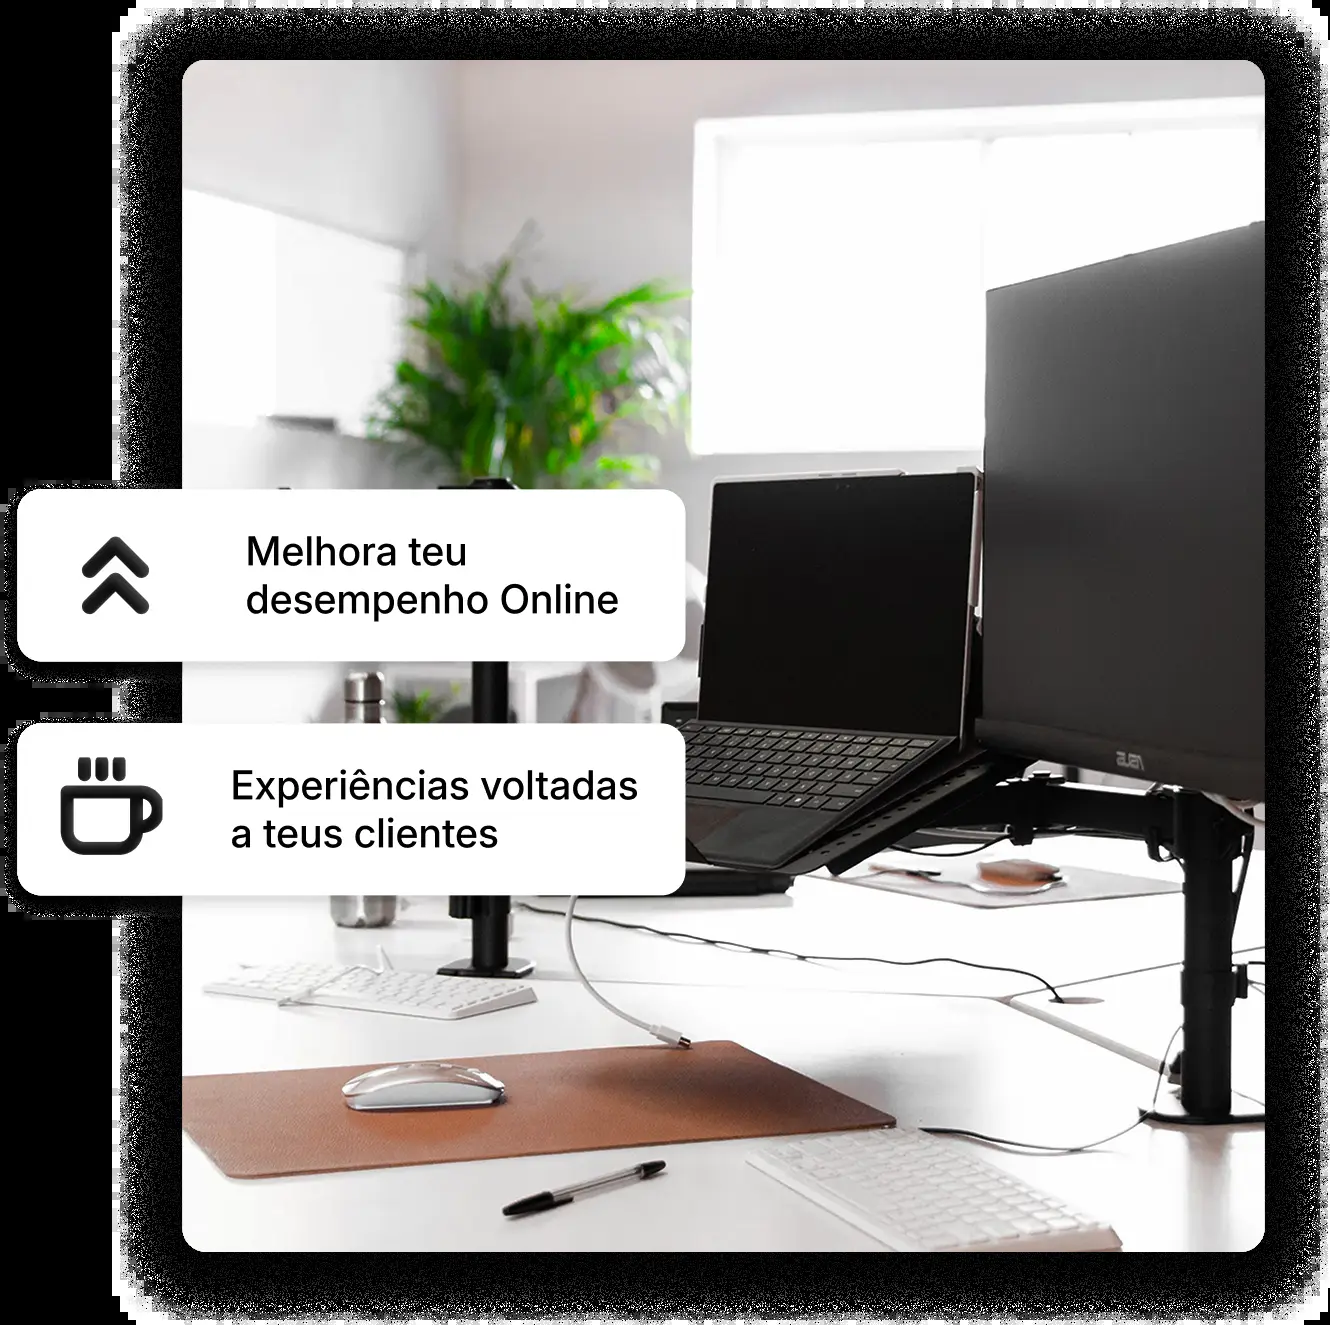 Melhora teu
desempenho Online
Experiências voltadas
a teus clientes